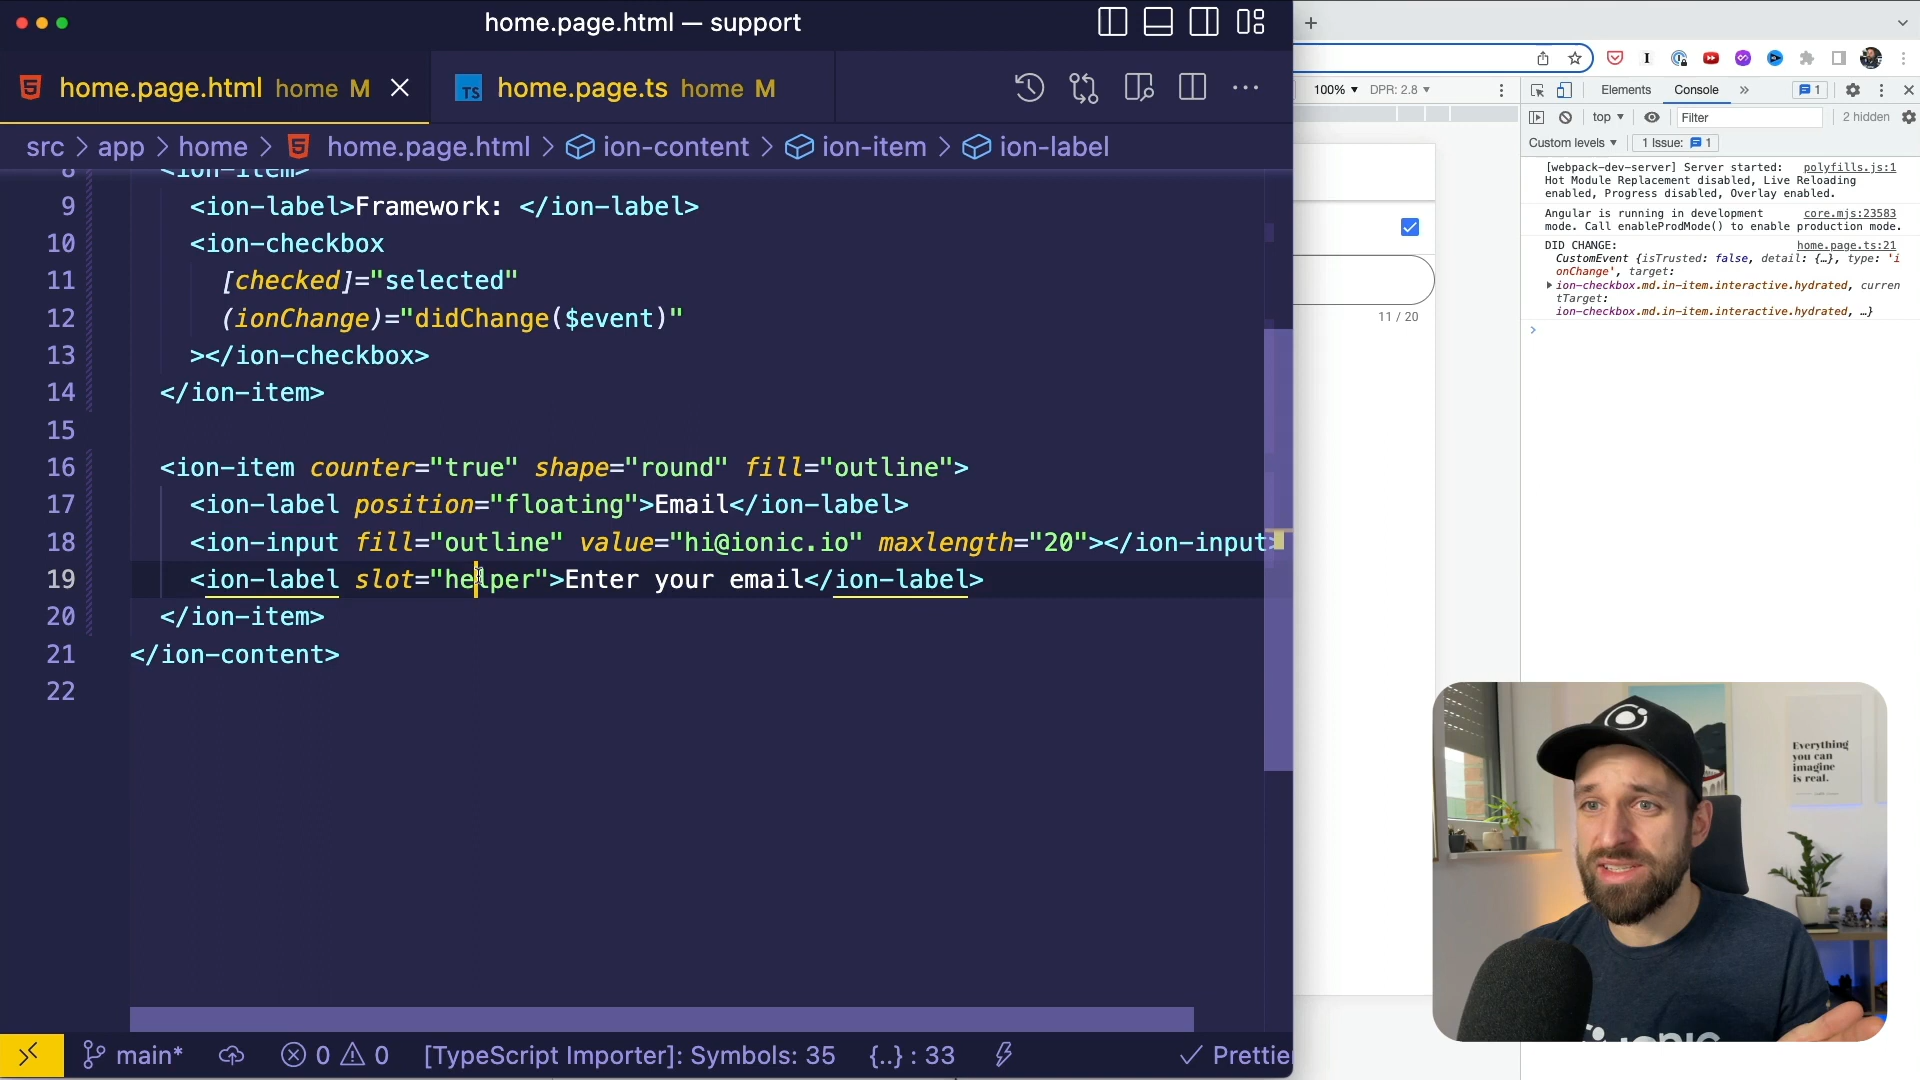 home.page.html — support
home.page.html home M
TS home.page.ts home M
src > app > home > home.page.html > ion-content > ion-item > ion-label
8 <ion-item>
9 <ion-label>Framework: </ion-label>
10 <ion-checkbox
11 [checked]="selected"
12 (ionChange)="didChange($event)"
13 ></ion-checkbox>
14 </ion-item>
15
16 <ion-item counter="true" shape="round" fill="outline">
17 <ion-label position="floating">Email</ion-label>
18 <ion-input fill="outline" value="hi@ionic.io" maxlength="20"></ion-input>
19 <ion-label slot="helper">Enter your email</ion-label>
20 </ion-item>
21 </ion-content>
22
main* 0 0 [TypeScript Importer]: Symbols: 35 {..} : 33 Prettie
100% DPR: 2.8
11 / 20
Elements Console » 1
top Filter 2 hidden
Custom levels 1 Issue: 1
[webpack-dev-server] Server started: polyfills.js:1
Hot Module Replacement disabled, Live Reloading
enabled, Progress disabled, Overlay enabled.
Angular is running in development core.mjs:23583
mode. Call enableProdMode() to enable production mode.
DID CHANGE: home.page.ts:21
CustomEvent {isTrusted: false, detail: {…}, type: 'i
onChange', target:
ion-checkbox.md.in-item.interactive.hydrated, curren
tTarget:
ion-checkbox.md.in-item.interactive.hydrated, …}
Everything
you can
imagine
is real.